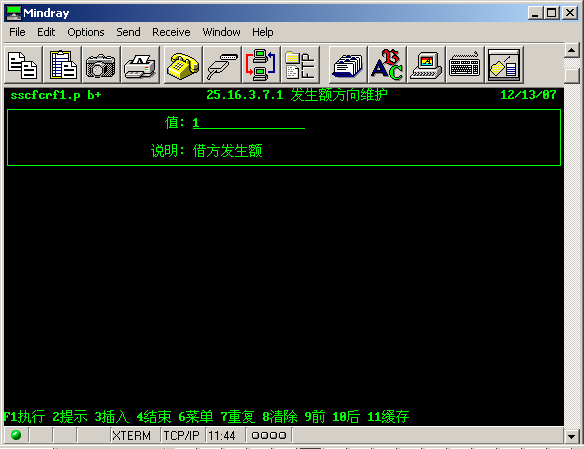 Mindray
File Edit Options Send Receive Window Help
sscfcrf1.p b+ 25.16.3.7.1 发生额方向维护 12/13/07
值: 1
说明: 借方发生额
F1执行 2提示 3插入 4结束 6菜单 7重复 8清除 9前 10后 11缓存
XTERM TCP/IP 11:44